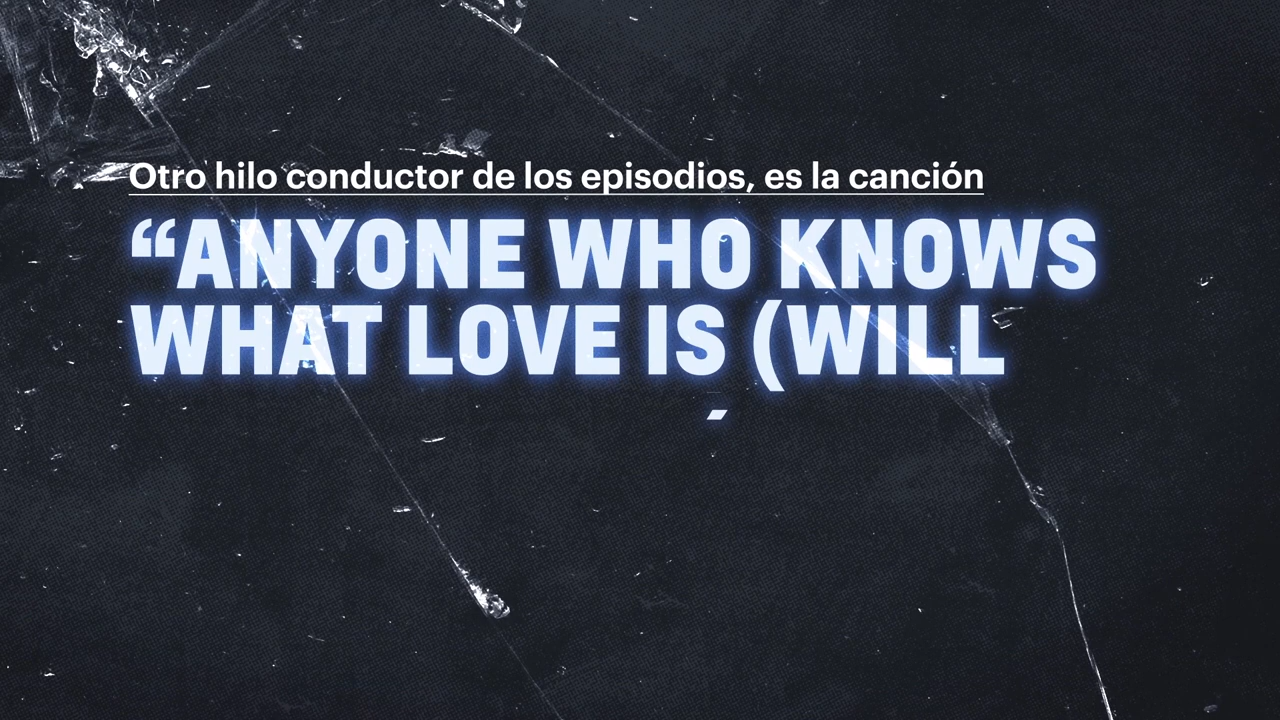 Otro hilo conductor de los episodios, es la canción
“ANYONE WHO KNOWS
WHAT LOVE IS (WILL